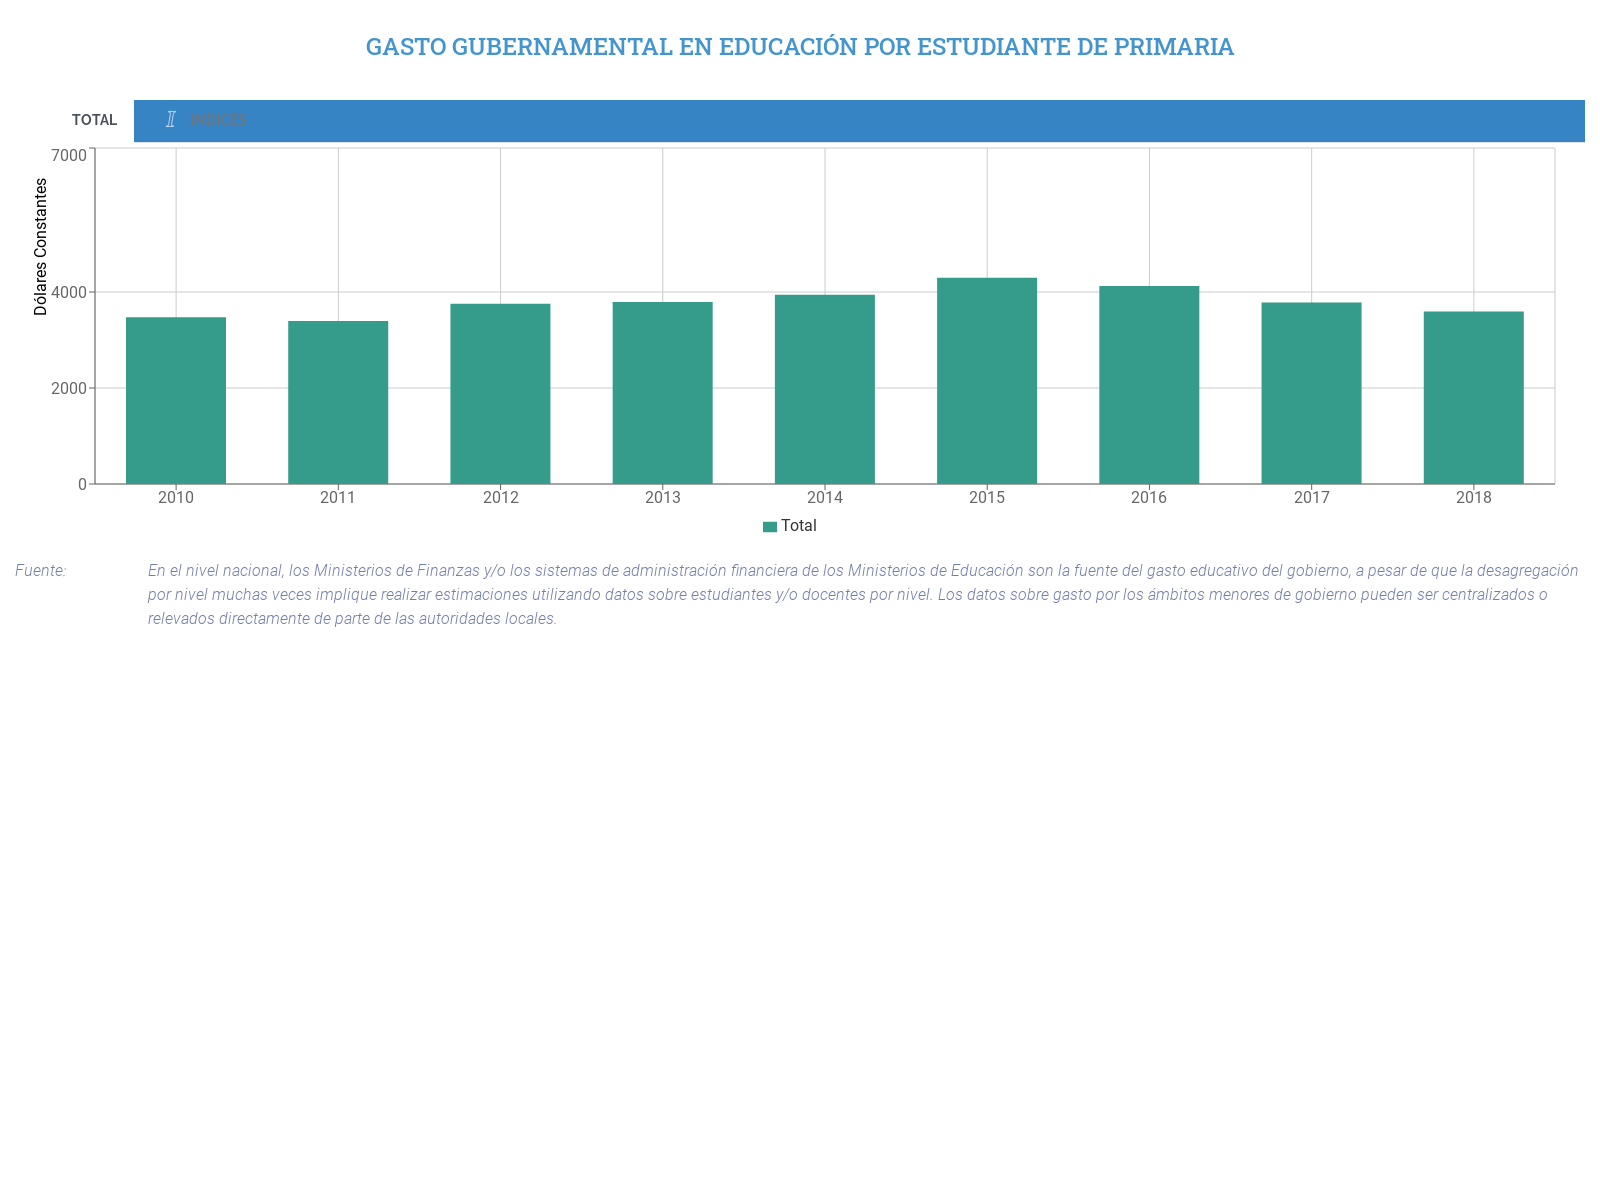 GASTO GUBERNAMENTAL EN EDUCACIÓN POR ESTUDIANTE DE PRIMARIA
TOTAL
I INDICES
7000
Dólares Constantes
4000
2000
0
2010 2011 2012 2013 2014 2015 2016 2017 2018
Total
Fuente: En el nivel nacional, los Ministerios de Finanzas y/o los sistemas de administración financiera de los Ministerios de Educación son la fuente del gasto educativo del gobierno, a pesar de que la desagregación
por nivel muchas veces implique realizar estimaciones utilizando datos sobre estudiantes y/o docentes por nivel. Los datos sobre gasto por los ámbitos menores de gobierno pueden ser centralizados o
relevados directamente de parte de las autoridades locales.